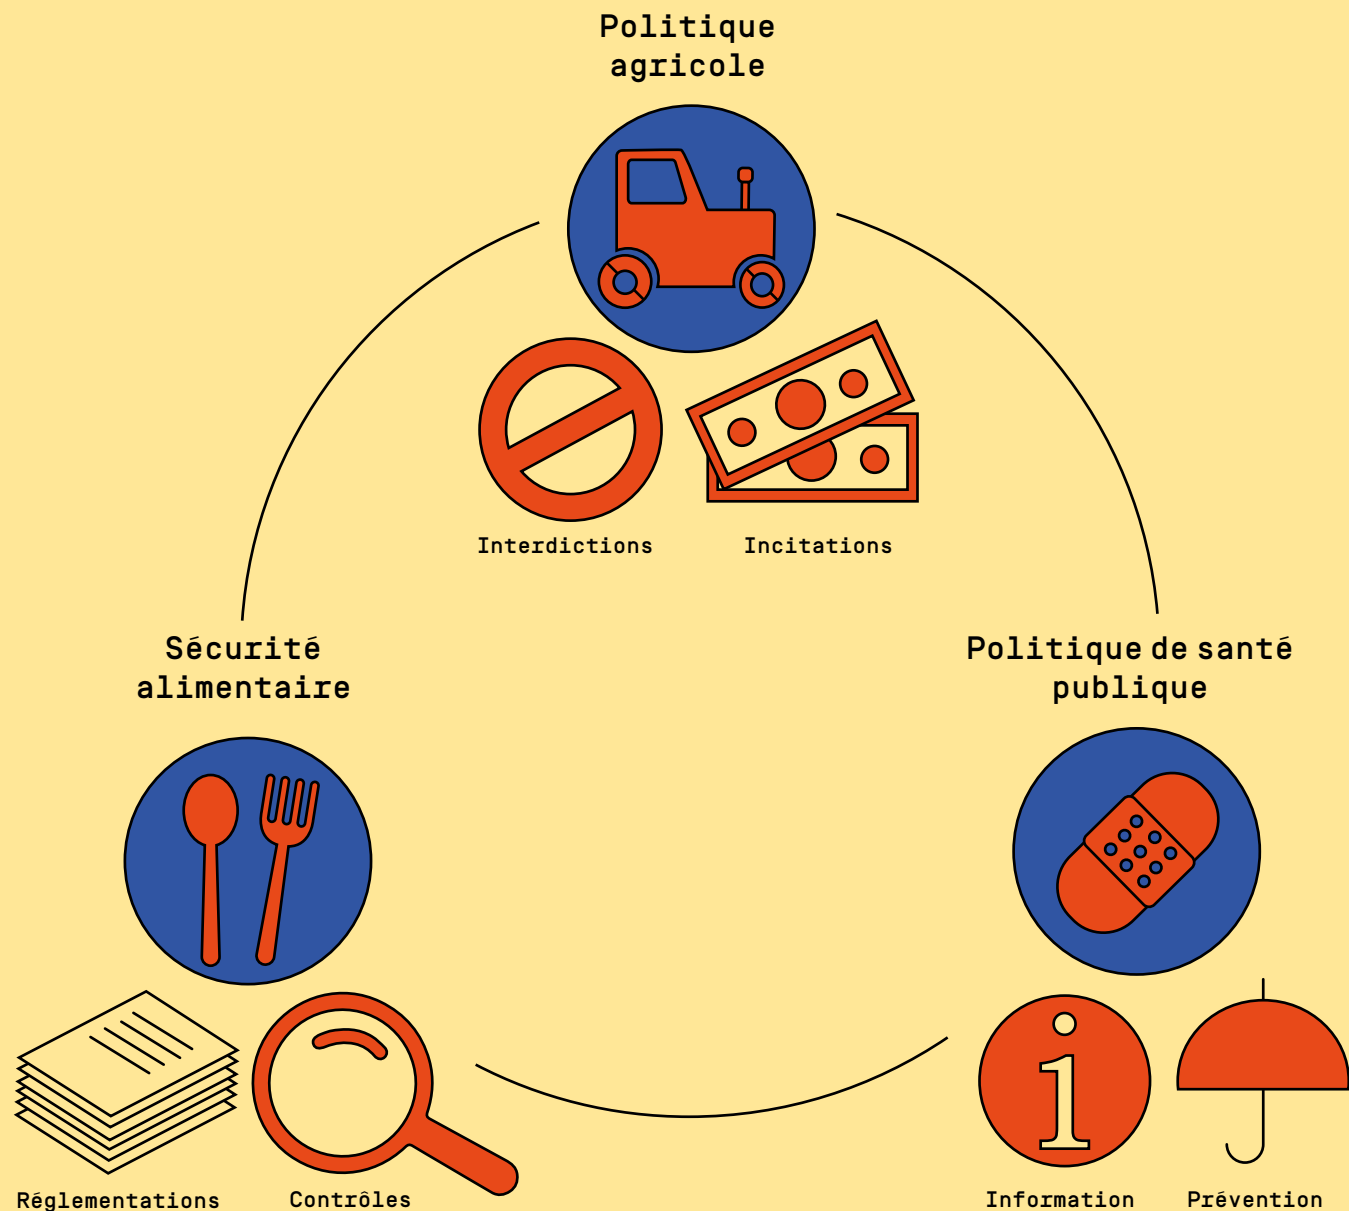 Politique
agricole
Interdictions
Incitations
Sécurité
alimentaire
Politique de santé
publique
Réglementations
Contrôles
Information
Prévention